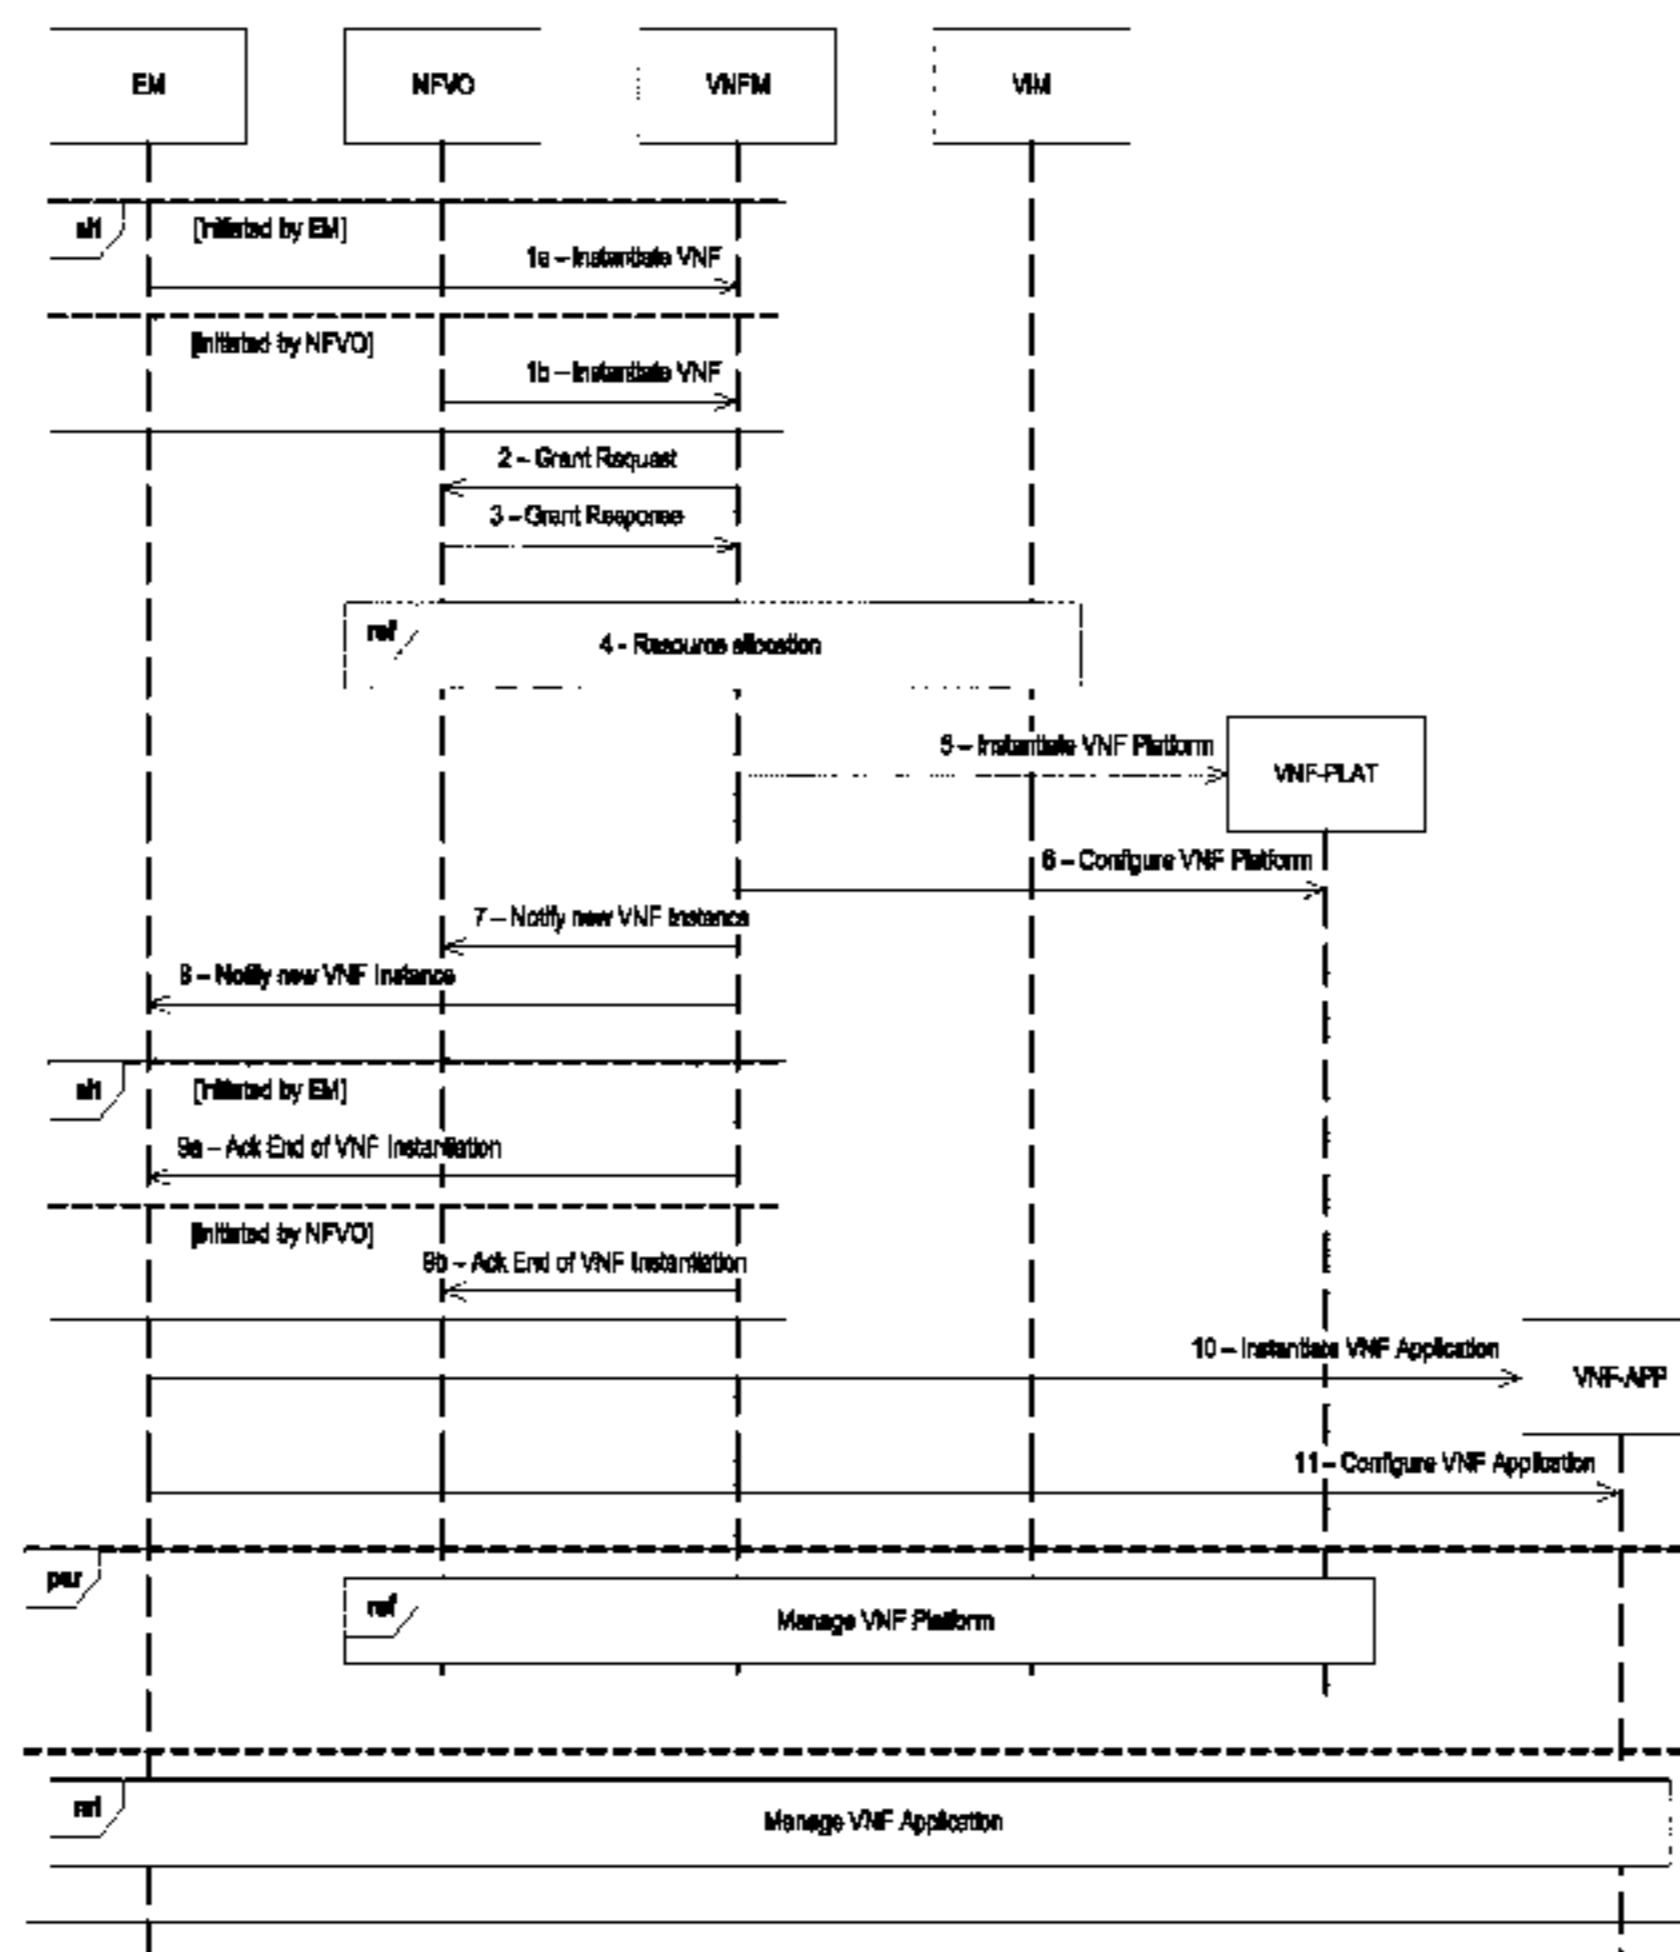 EM
NFVO
VNFM
VIM
alt
[Initiated by EM]
1a – Instantiate VNF
[Initiated by NFVO]
1b – Instantiate VNF
2 – Grant Request
3 – Grant Response
ref
4 - Resource allocation
5 – Instantiate VNF Platform
VNF-PLAT
6 – Configure VNF Platform
7 – Notify new VNF Instance
8 – Notify new VNF Instance
alt
[Initiated by EM]
9a – Ack End of VNF Instantiation
[Initiated by NFVO]
9b – Ack End of VNF Instantiation
10 – Instantiate VNF Application
VNF-APP
11 – Configure VNF Application
par
ref
Manage VNF Platform
ref
Manage VNF Application